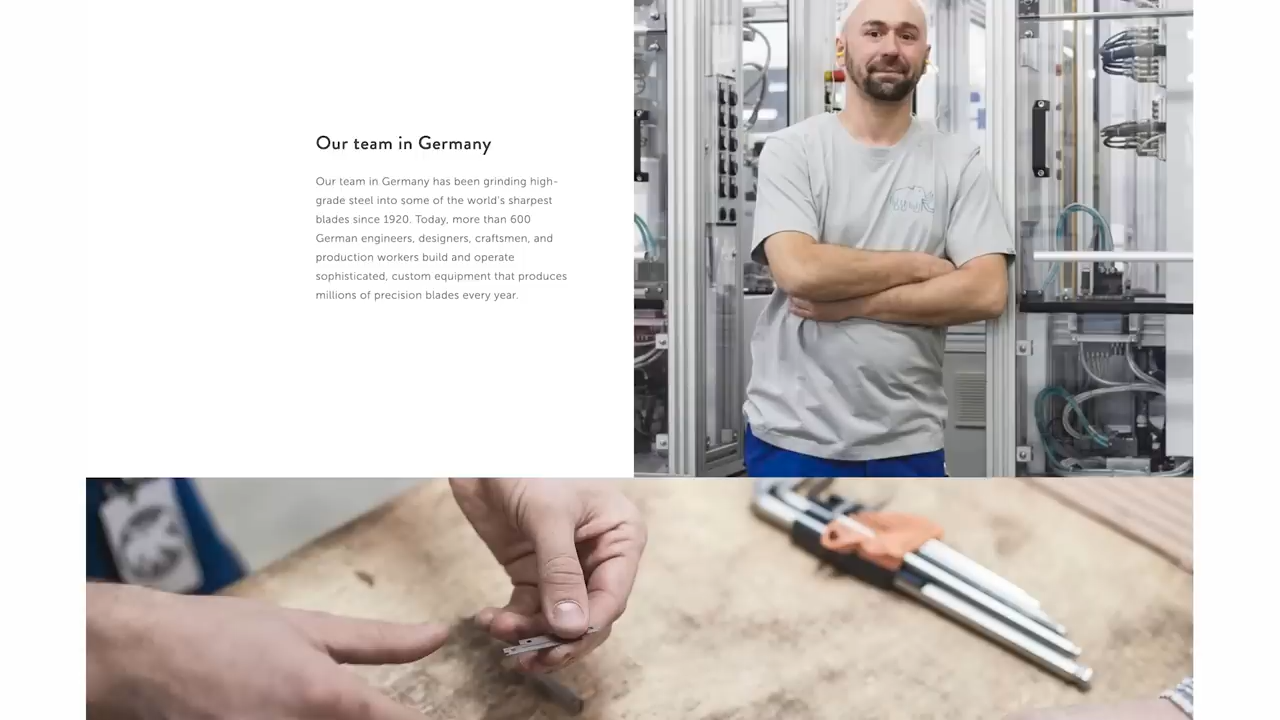 Our team in Germany
Our team in Germany has been grinding high-
grade steel into some of the world's sharpest
blades since 1920. Today, more than 600
German engineers, designers, craftsmen, and
production workers build and operate
sophisticated, custom equipment that produces
millions of precision blades every year.